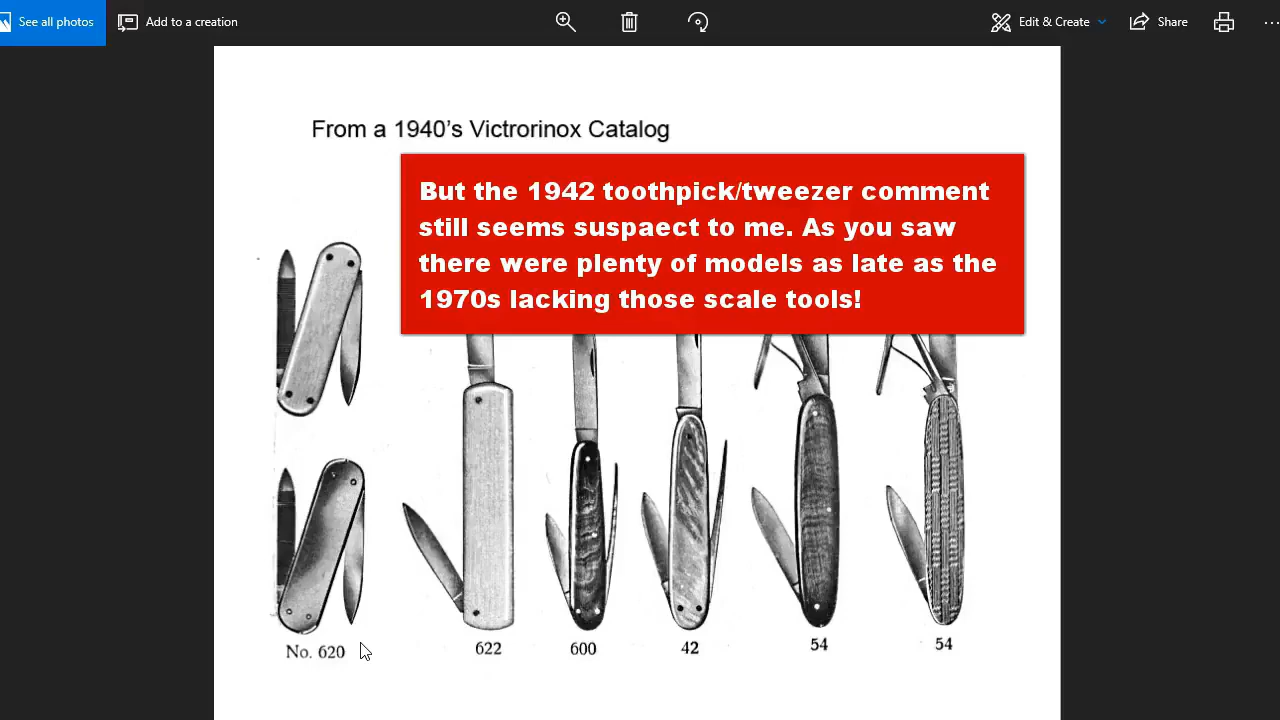 See all photos
Add to a creation
Edit & Create
Share
From a 1940's Victrorinox Catalog
But the 1942 toothpick/tweezer comment
still seems suspaect to me. As you saw
there were plenty of models as late as the
1970s lacking those scale tools!
No. 620
622
600
42
54
54